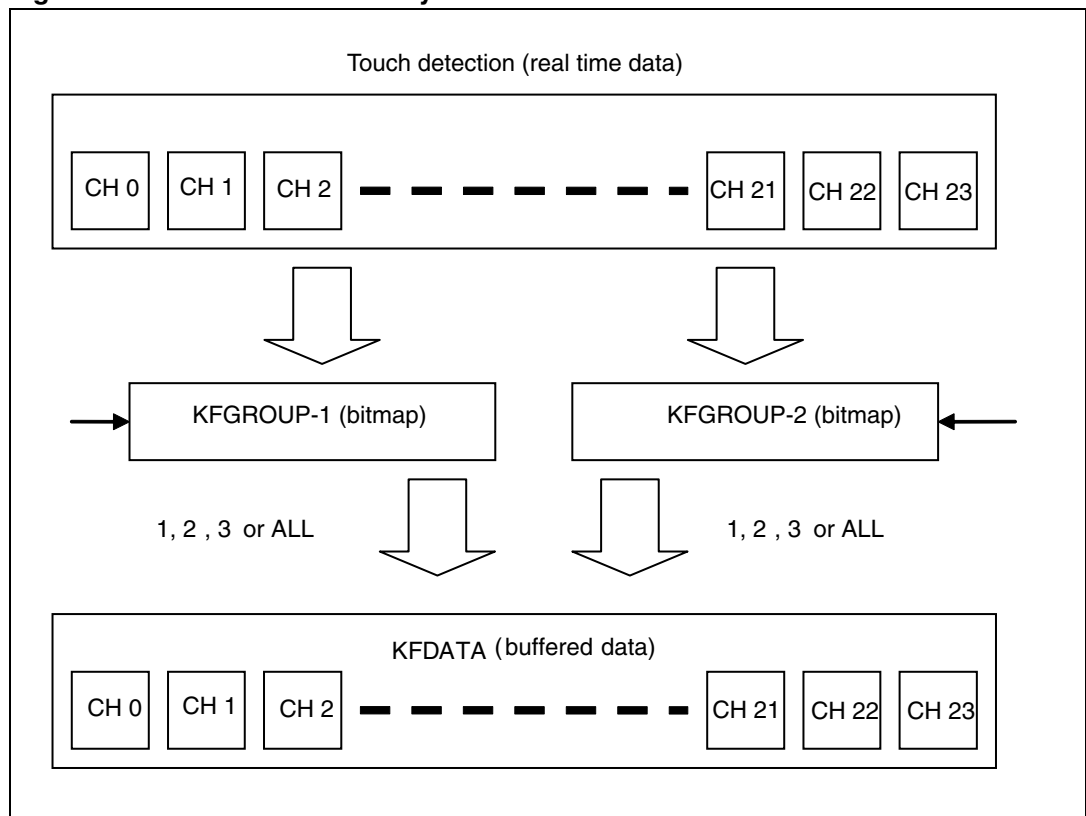 Touch detection (real time data)
CH 0 CH 1 CH 2 CH 21 CH 22 CH 23
KFGROUP-1 (bitmap) KFGROUP-2 (bitmap)
1, 2 , 3 or ALL 1, 2 , 3 or ALL
KFDATA (buffered data)
CH 0 CH 1 CH 2 CH 21 CH 22 CH 23